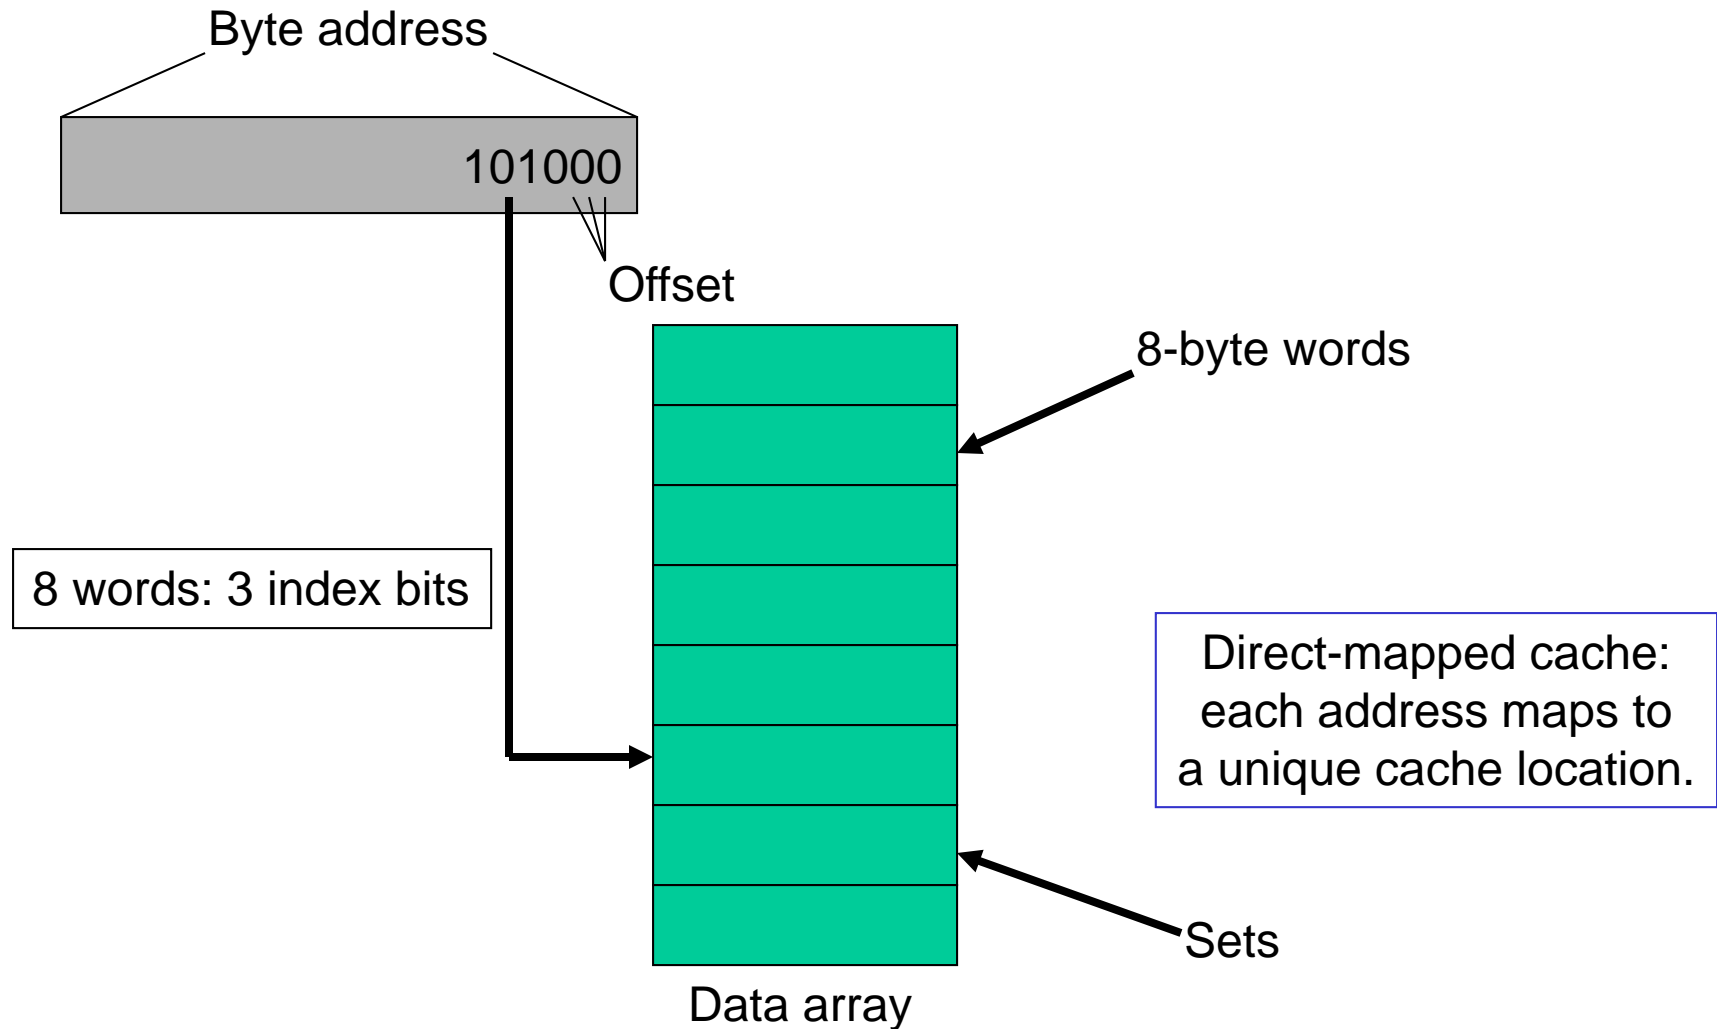 Byte address
101000
Offset
8-byte words
8 words: 3 index bits
Direct-mapped cache:
each address maps to
a unique cache location.
Sets
Data array